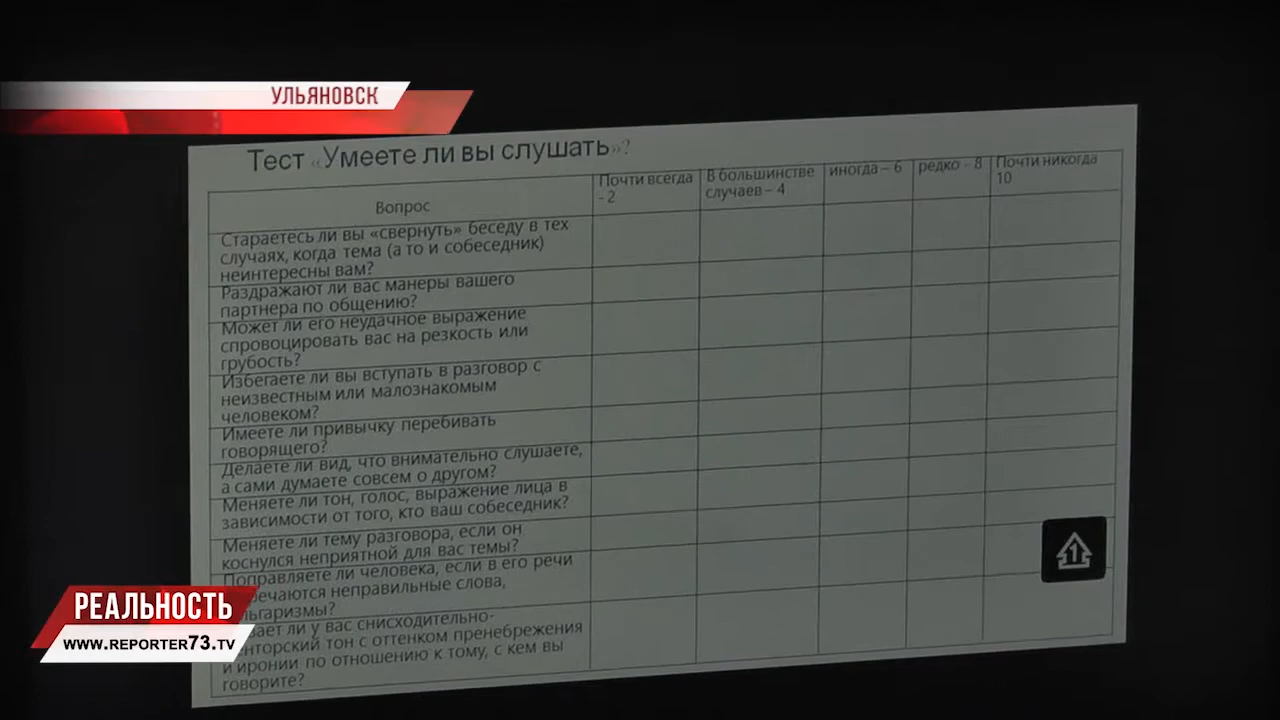 УЛЬЯНОВСК
Тест «Умеете ли вы слушать»?
Вопрос
Почти всегда
- 2
В большинстве
случаев – 4
иногда – 6
редко - 8
Почти никогда
10
Стараетесь ли вы «свернуть» беседу в тех
случаях, когда тема (а то и собеседник)
неинтересны вам?
Раздражают ли вас манеры вашего
партнера по общению?
Может ли его неудачное выражение
спровоцировать вас на резкость или
грубость?
Избегаете ли вы вступать в разговор с
неизвестным или малознакомым
человеком?
Имеете ли привычку перебивать
говорящего?
Делаете ли вид, что внимательно слушаете,
а сами думаете совсем о другом?
Меняете ли тон, голос, выражение лица в
зависимости от того, кто ваш собеседник?
Меняете ли тему разговора, если он
коснулся неприятной для вас темы?
Поправляете ли человека, если в его речи
неправильные слова,
ли у вас снисходительно-
тон с оттенком пренебрежения
и иронии по отношению к тому, с кем вы
говорите?
1
РЕАЛЬНОСТЬ
WWW.REPORTER73.TV